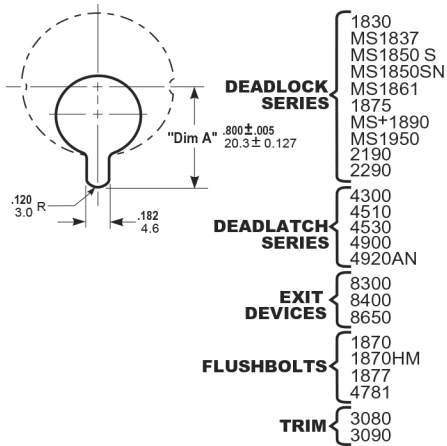 "Dim A" .800±.005
20.3± 0.127
.120
3.0 R
.182
4.6
DEADLOCK
SERIES
1830
MS1837
MS1850 S
MS1850SN
MS1861
1875
MS+1890
MS1950
2190
2290
DEADLATCH
SERIES
4300
4510
4530
4900
4920AN
EXIT
DEVICES
8300
8400
8650
FLUSHBOLTS
1870
1870HM
1877
4781
TRIM
3080
3090